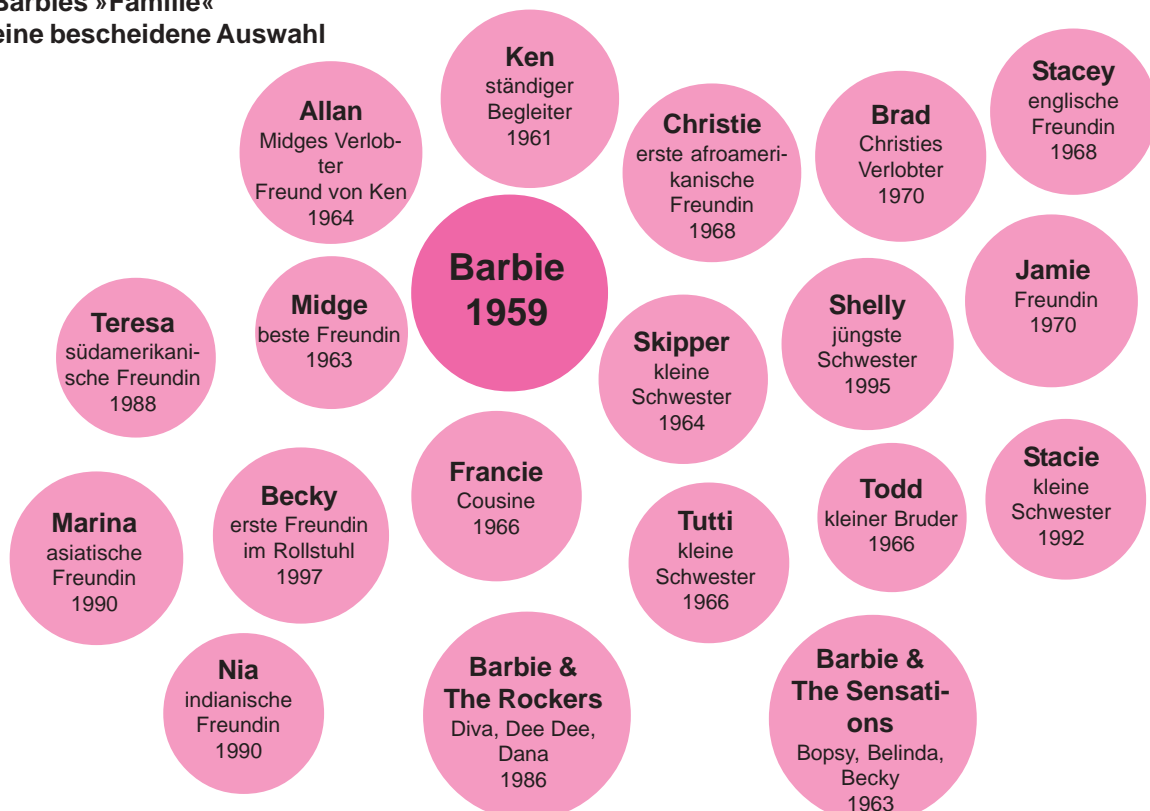 Barbies »Familie«
eine bescheidene Auswahl
Ken
ständiger
Begleiter
1961
Allan
Midges Verlob-
ter
Freund von Ken
1964
Christie
erste afroameri-
kanische
Freundin
1968
Brad
Christies
Verlobter
1970
Stacey
englische
Freundin
1968
Barbie
1959
Teresa
südamerikani-
sche Freundin
1988
Midge
beste Freundin
1963
Skipper
kleine
Schwester
1964
Shelly
jüngste
Schwester
1995
Jamie
Freundin
1970
Marina
asiatische
Freundin
1990
Becky
erste Freundin
im Rollstuhl
1997
Francie
Cousine
1966
Tutti
kleine
Schwester
1966
Todd
kleiner Bruder
1966
Stacie
kleine
Schwester
1992
Nia
indianische
Freundin
1990
Barbie &
The Rockers
Diva, Dee Dee,
Dana
1986
Barbie &
The Sensati-
ons
Bopsy, Belinda,
Becky
1963